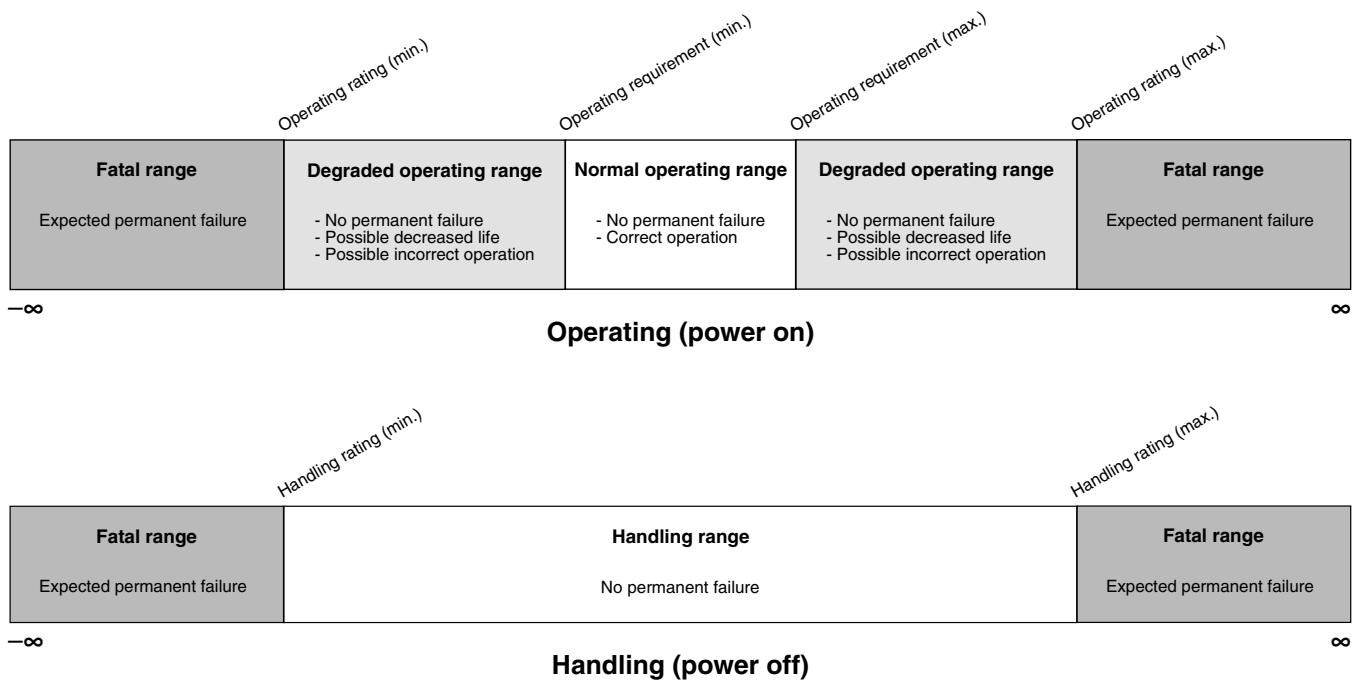 Operating rating (min.)
Operating requirement (min.)
Operating requirement (max.)
Operating rating (max.)
Fatal range
Expected permanent failure
Degraded operating range
- No permanent failure
- Possible decreased life
- Possible incorrect operation
Normal operating range
- No permanent failure
- Correct operation
Degraded operating range
- No permanent failure
- Possible decreased life
- Possible incorrect operation
Fatal range
Expected permanent failure
–∞
∞
Operating (power on)
Handling rating (min.)
Handling rating (max.)
Fatal range
Expected permanent failure
Handling range
No permanent failure
Fatal range
Expected permanent failure
–∞
∞
Handling (power off)